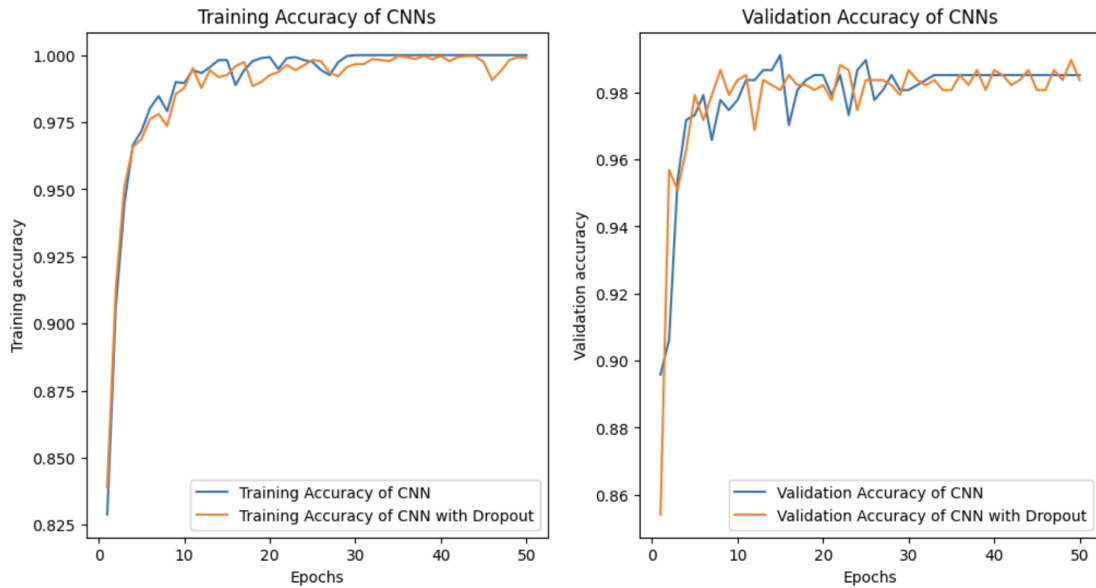 Training Accuracy of CNNs
1.000
0.975
0.950
0.925
0.900
0.875
0.850
0.825
Training accuracy
0
10
20
30
40
50
Epochs
Training Accuracy of CNN
Training Accuracy of CNN with Dropout
Validation Accuracy of CNNs
0.98
0.96
0.94
0.92
0.90
0.88
0.86
Validation accuracy
0
10
20
30
40
50
Epochs
Validation Accuracy of CNN
Validation Accuracy of CNN with Dropout